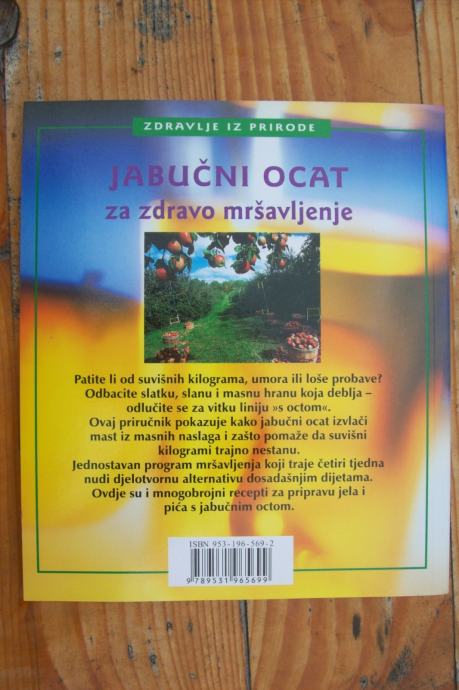 ZDRAVLJE IZ PRIRODE
JABUČNI OCAT
za zdravo mršavljenje
Patite li od suvišnih kilograma, umora ili loše probave?
Odbacite slatku, slanu i masnu hranu koja deblja –
odlučite se za vitku liniju »s octom«.
Ovaj priručnik pokazuje kako jabučni ocat izvlači
mast iz masnih naslaga i zašto pomaže da suvišni
kilogrami trajno nestanu.
Jednostavan program mršavljenja koji traje četiri tjedna
nudi djelotvornu alternativu dosadašnjim dijetama.
Ovdje su i mnogobrojni recepti za pripravu jela i
pića s jabučnim octom.
ISBN 953-196-569-2
9 789531 965699